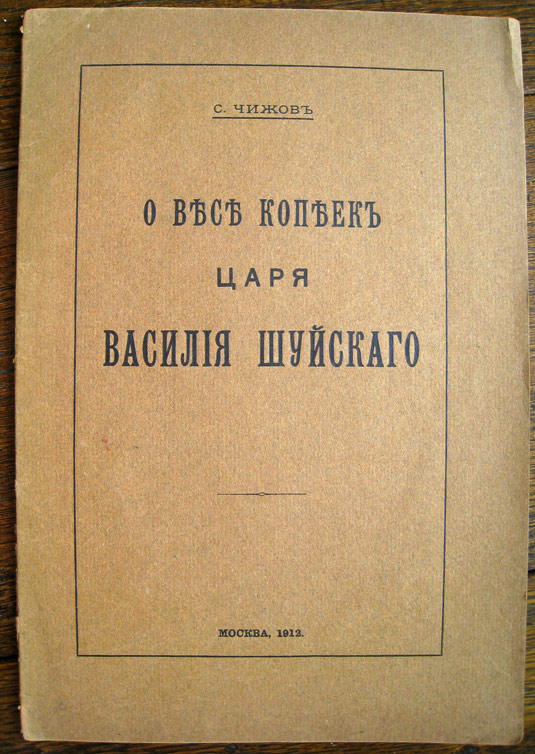 С. ЧИЖОВЪ
О ВѢСѢ КОПѢЕКЪ
ЦАРЯ
ВАСИЛІЯ ШУЙСКАГО
МОСКВА, 1912.